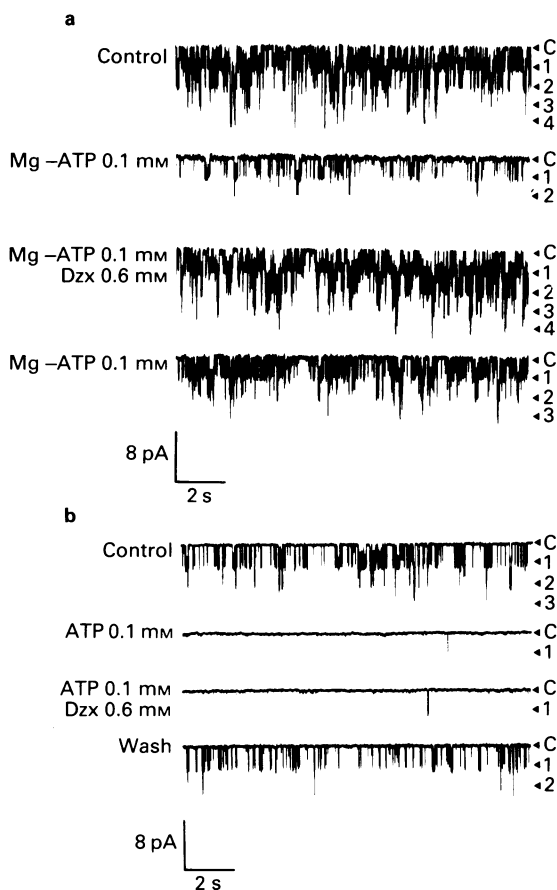 a
Control
◄C
◄1
◄2
◄3
◄4
Mg –ATP 0.1 mM
◄C
◄1
◄2
Mg –ATP 0.1 mM
Dzx 0.6 mM
◄C
◄1
◄2
◄3
◄4
Mg –ATP 0.1 mM
◄C
◄1
◄2
◄3
8 pA
2 s
b
Control
◄C
◄1
◄2
◄3
ATP 0.1 mM
◄C
◄1
ATP 0.1 mM
Dzx 0.6 mM
◄C
◄1
Wash
◄C
◄1
◄2
8 pA
2 s